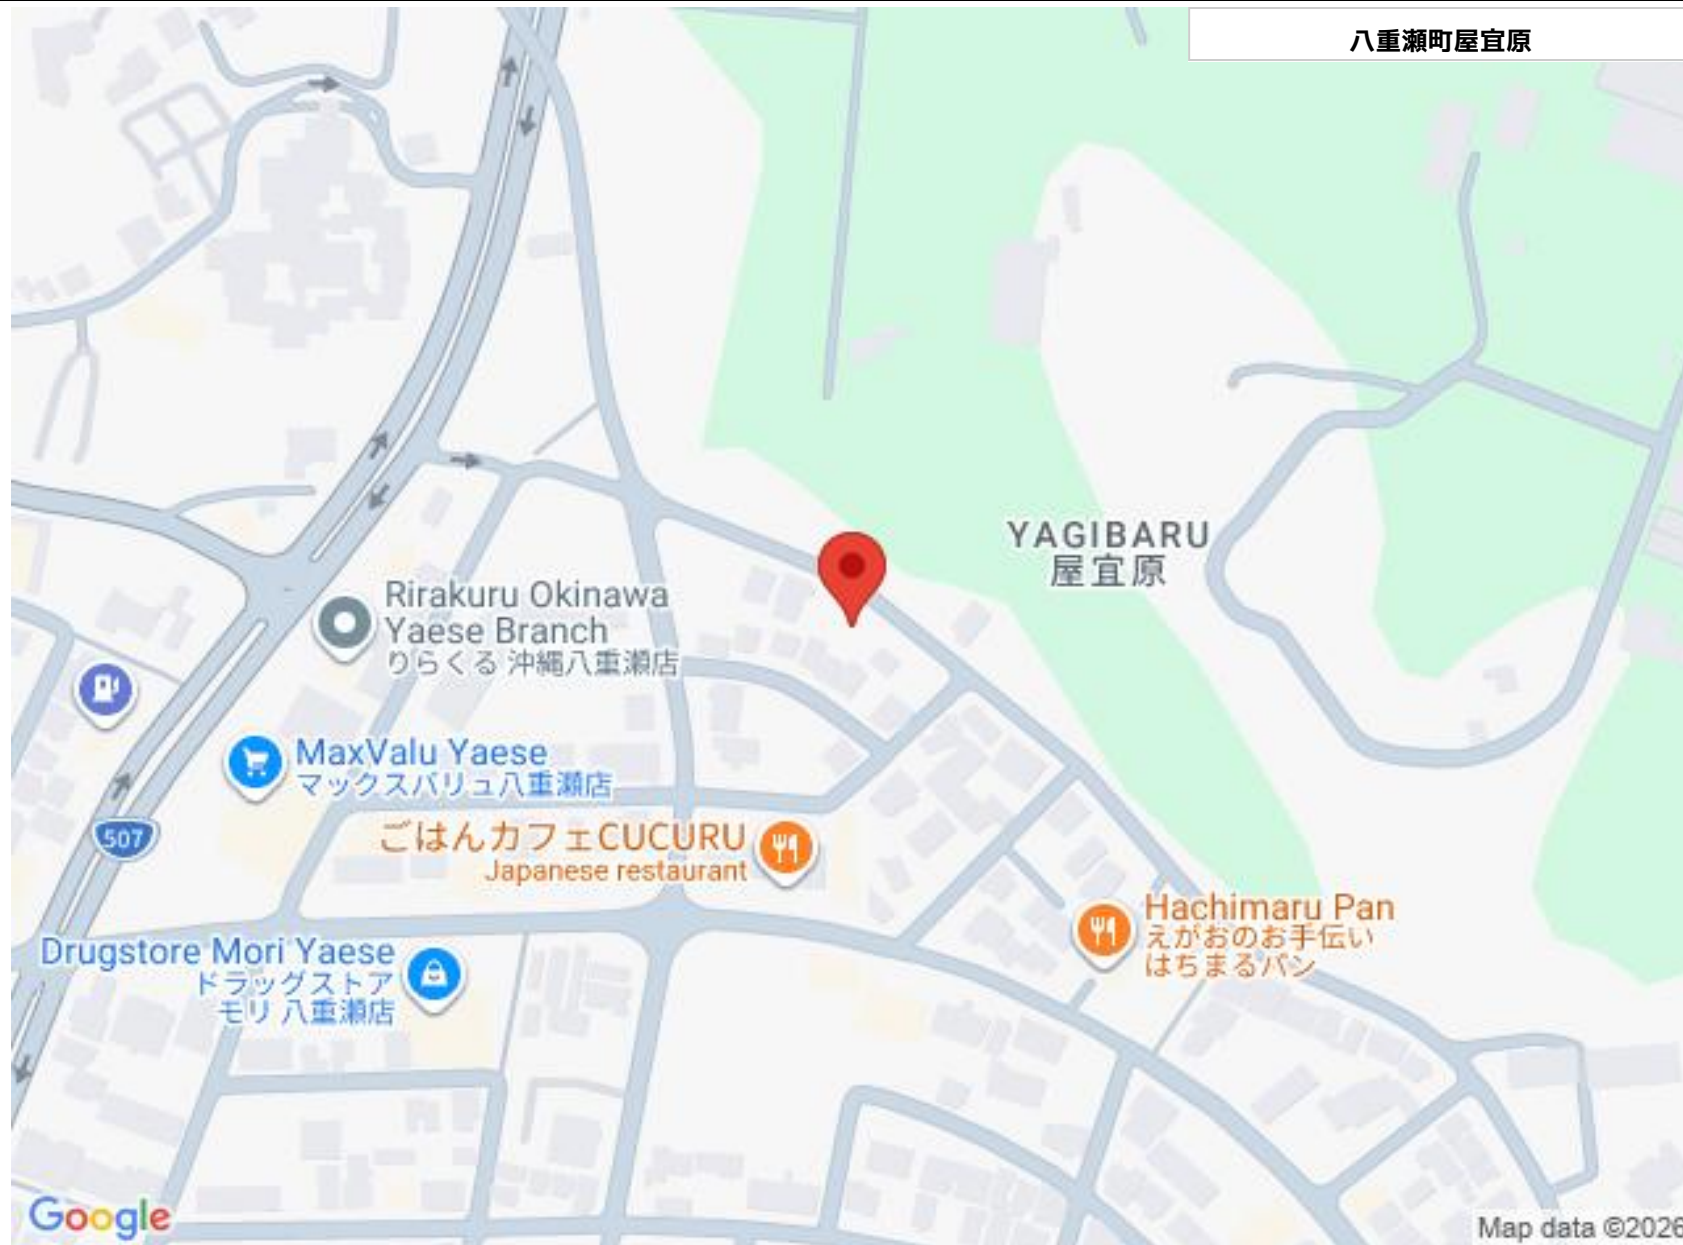 八重瀬町屋宜原
YAGIBARU
屋宜原
Rirakuru Okinawa
Yaese Branch
りらくる 沖縄八重瀬店
MaxValu Yaese
マックスバリュ八重瀬店
507
ごはんカフェCUCURU
Japanese restaurant
Hachimaru Pan
えがおのお手伝い
はちまるパン
Drugstore Mori Yaese
ドラッグストア
モリ 八重瀬店
Google
Map data ©2026